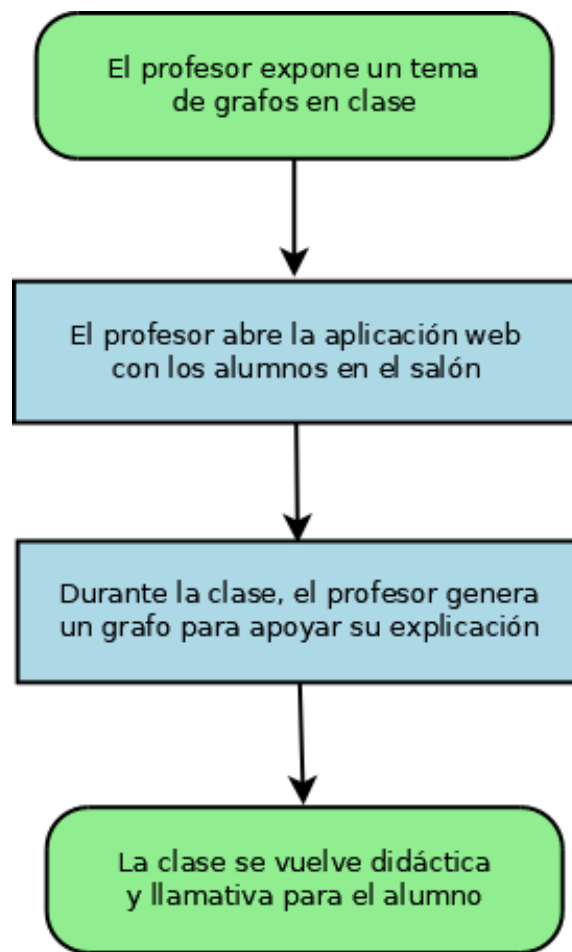 El profesor expone un tema
de grafos en clase
El profesor abre la aplicación web
con los alumnos en el salón
Durante la clase, el profesor genera
un grafo para apoyar su explicación
La clase se vuelve didáctica
y llamativa para el alumno